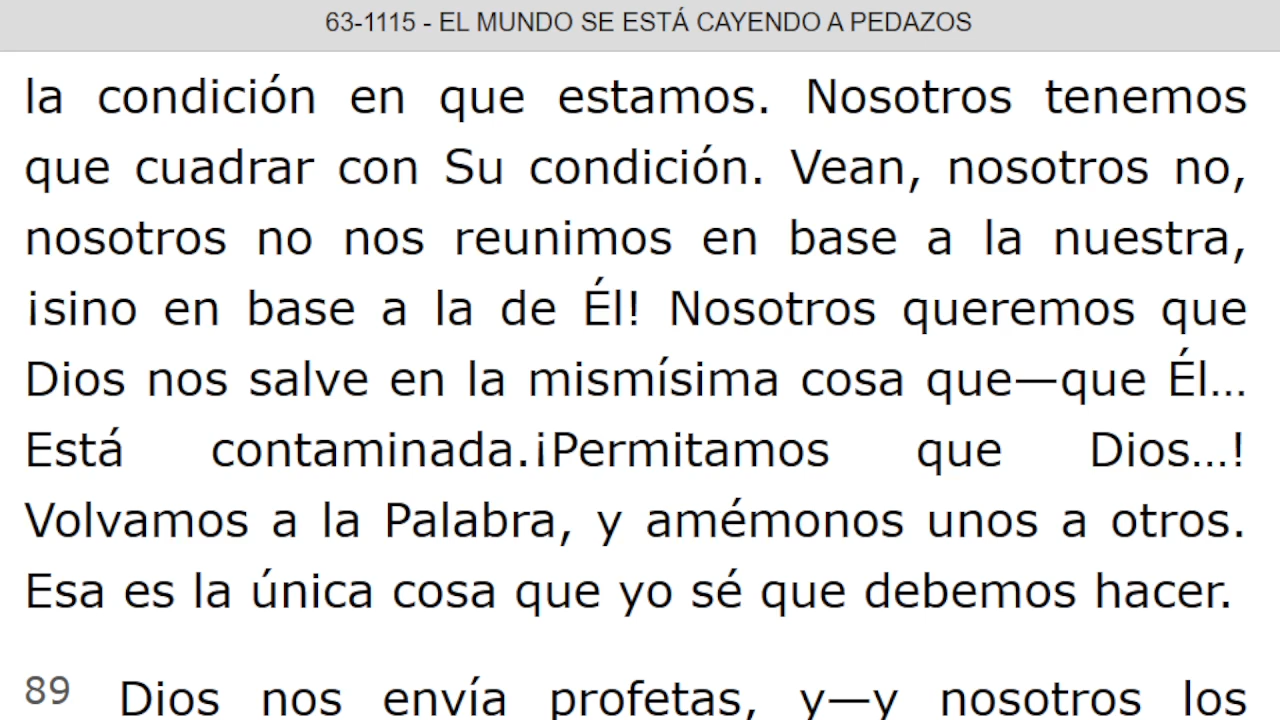 63-1115 - EL MUNDO SE ESTÁ CAYENDO A PEDAZOS
la condición en que estamos. Nosotros tenemos
que cuadrar con Su condición. Vean, nosotros no,
nosotros no nos reunimos en base a la nuestra,
¡sino en base a la de Él! Nosotros queremos que
Dios nos salve en la mismísima cosa que—que Él...
Está contaminada.¡Permitamos que Dios...!
Volvamos a la Palabra, y amémonos unos a otros.
Esa es la única cosa que yo sé que debemos hacer.
89 Dios nos envía profetas, y—y nosotros los